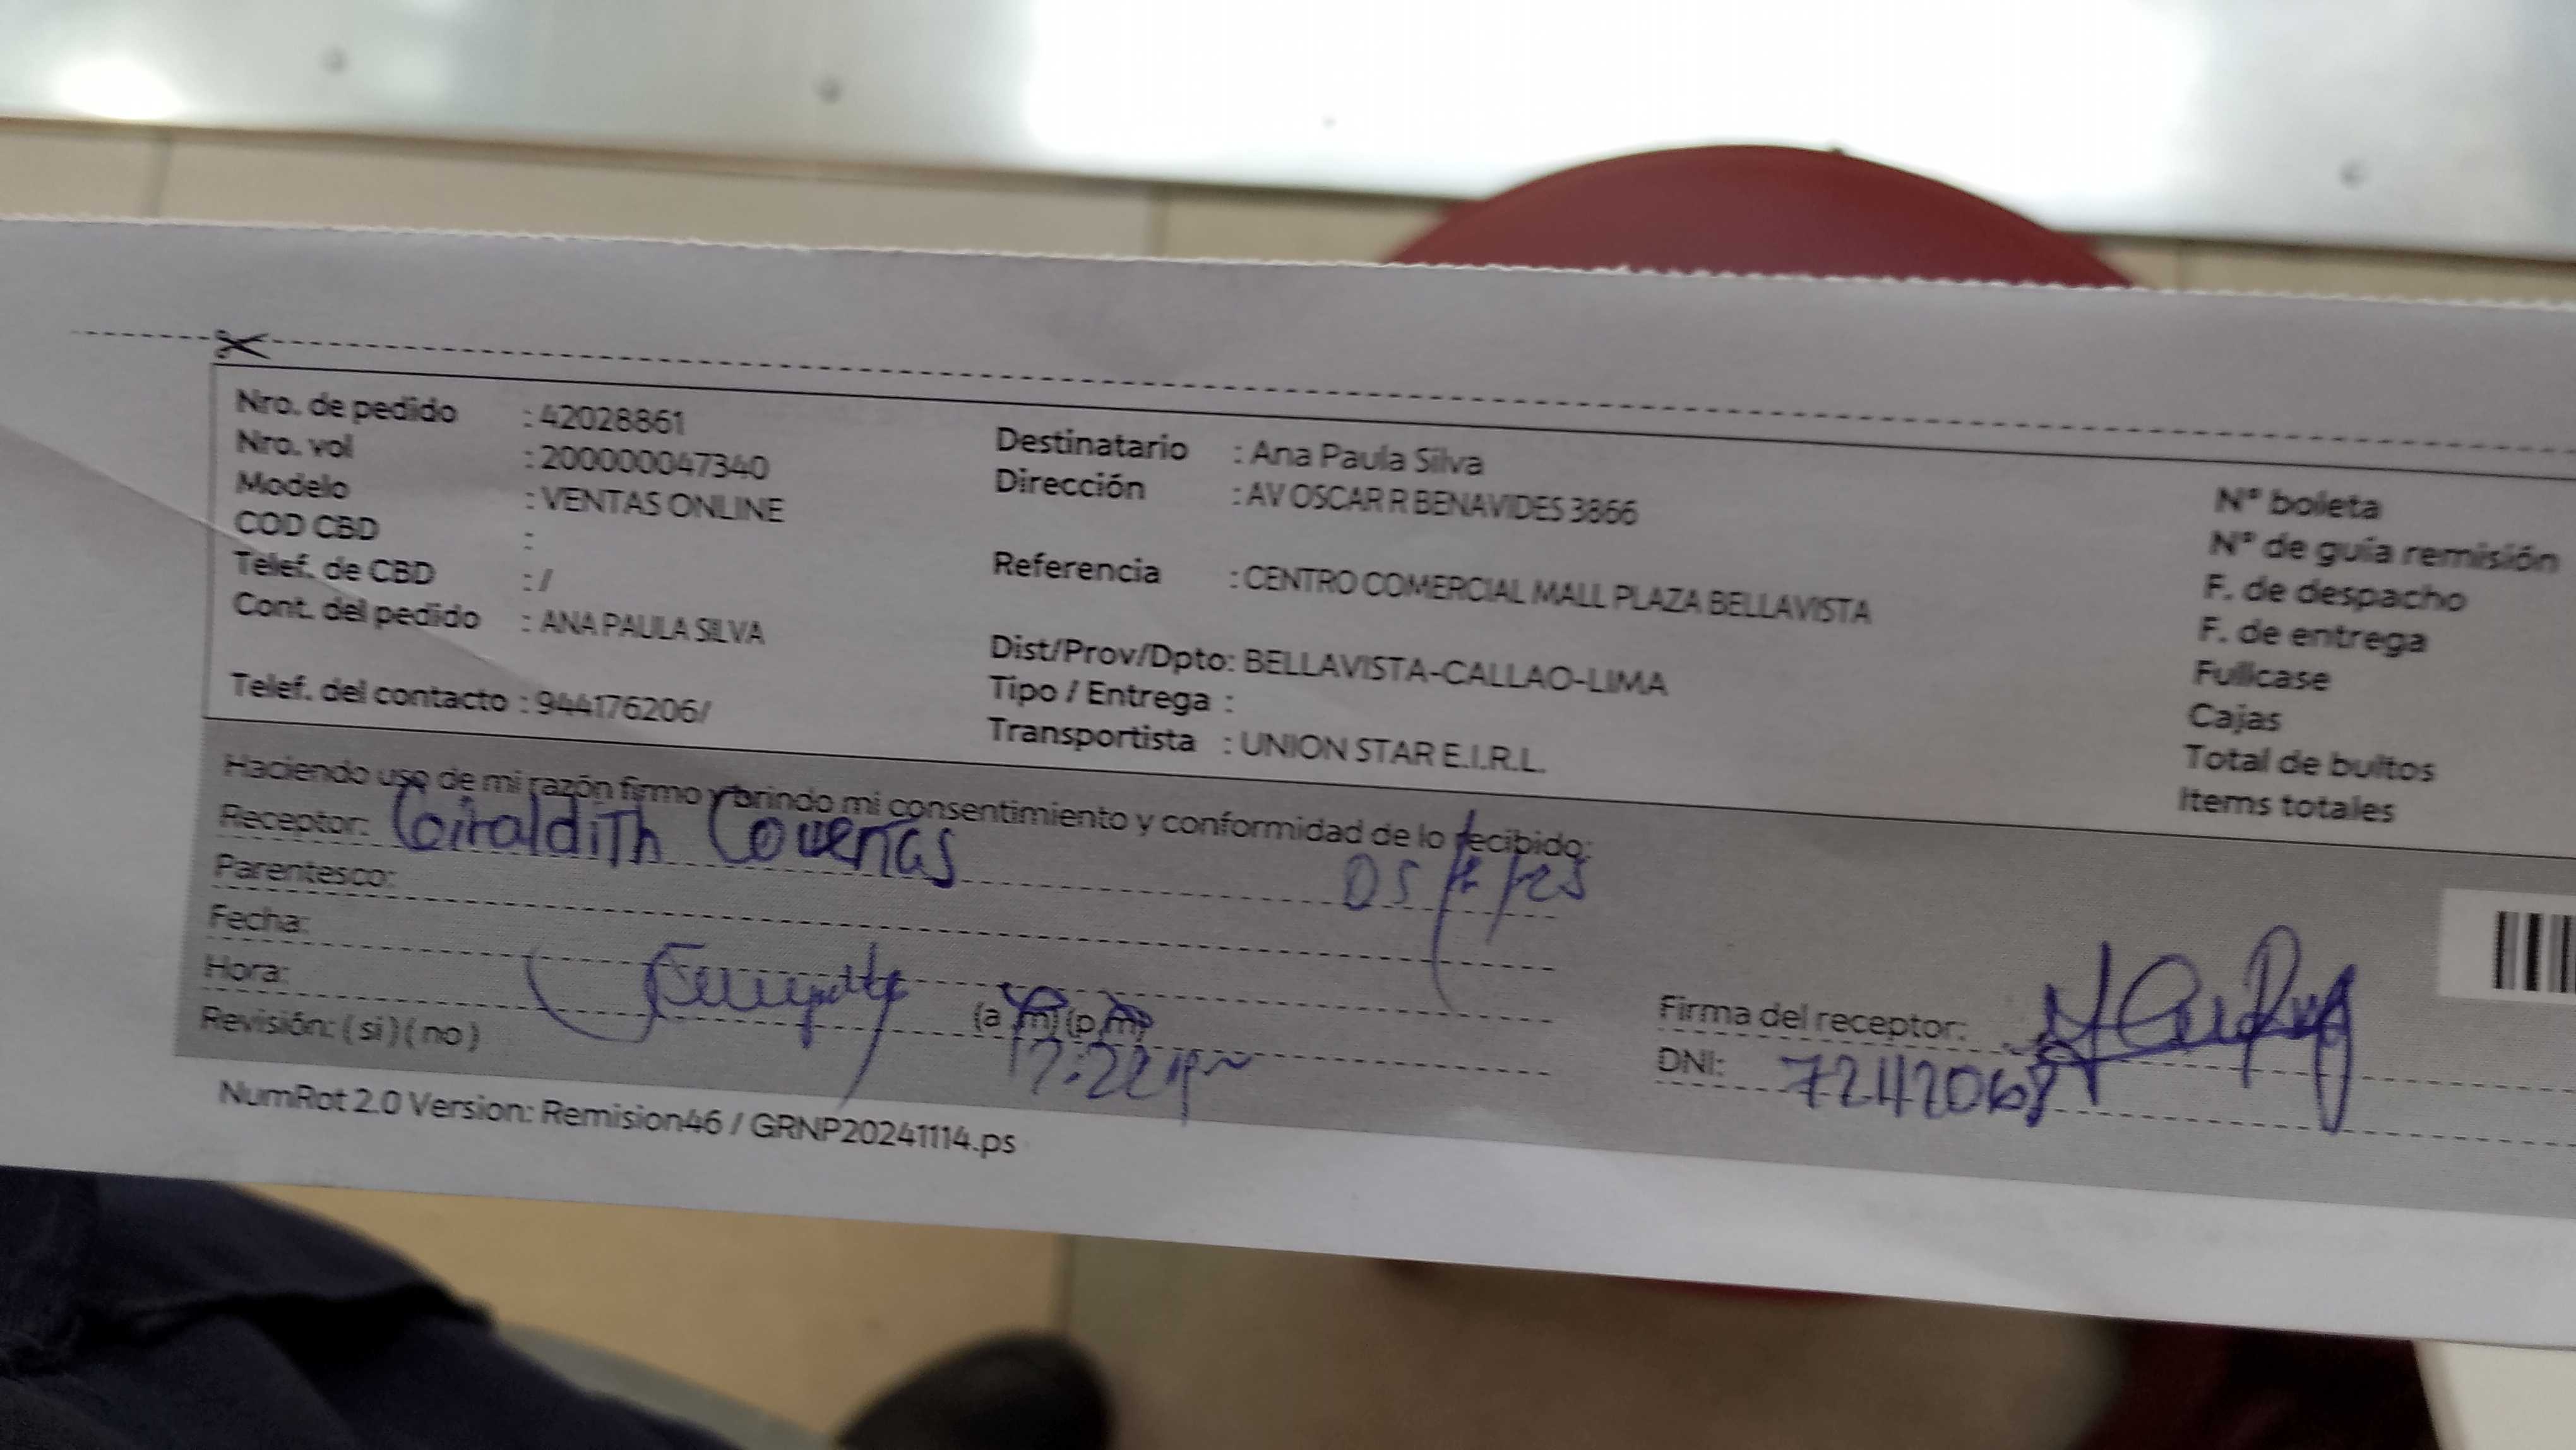 Nro. de pedido : 42028861
Nro. vol : 200000047340
Modelo : VENTAS ONLINE
COD CBD :
Telef. de CBD : /
Cont. del pedido : ANA PAULA SILVA
Telef. del contacto : 944176206/
Destinatario : Ana Paula Silva
Dirección : AV OSCAR R BENAVIDES 3866
Referencia : CENTRO COMERCIAL MALL PLAZA BELLAVISTA
Dist/Prov/Dpto: BELLAVISTA-CALLAO-LIMA
Tipo / Entrega :
Transportista : UNION STAR E.I.R.L.
N° boleta
N° de guía remisión
F. de despacho
F. de entrega
Fullcase
Cajas
Total de bultos
Items totales
Haciendo uso de mi razón firmo y brindo mi consentimiento y conformidad de lo recibido:
Receptor: Giraldith Coveñas
Parentesco:
Fecha:
Hora: (a.m) (p.m)
Revisión: ( si ) ( no )
Firma del receptor:
DNI: 72412068
NumRot 2.0 Version: Remision46 / GRNP20241114.ps